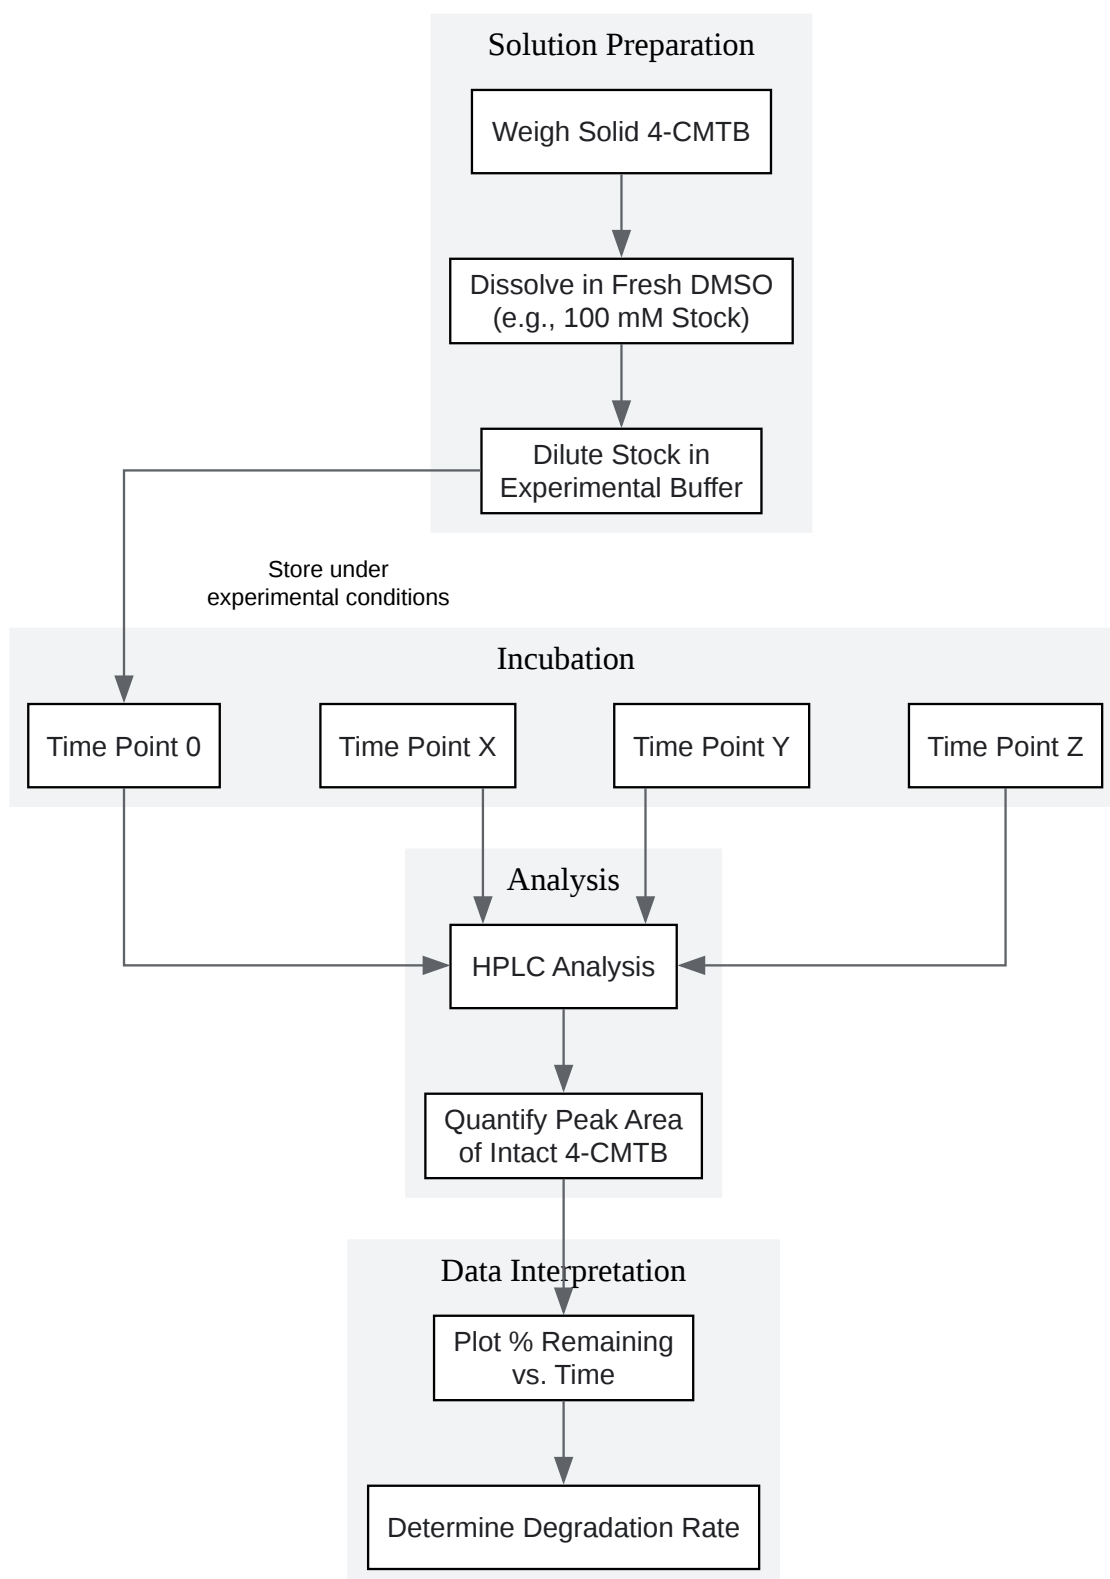 Solution Preparation
Weigh Solid 4-CMTB
Dissolve in Fresh DMSO
(e.g., 100 mM Stock)
Dilute Stock in
Experimental Buffer
Store under
experimental conditions
Incubation
Time Point 0
Time Point X
Time Point Y
Time Point Z
Analysis
HPLC Analysis
Quantify Peak Area
of Intact 4-CMTB
Data Interpretation
Plot % Remaining
vs. Time
Determine Degradation Rate